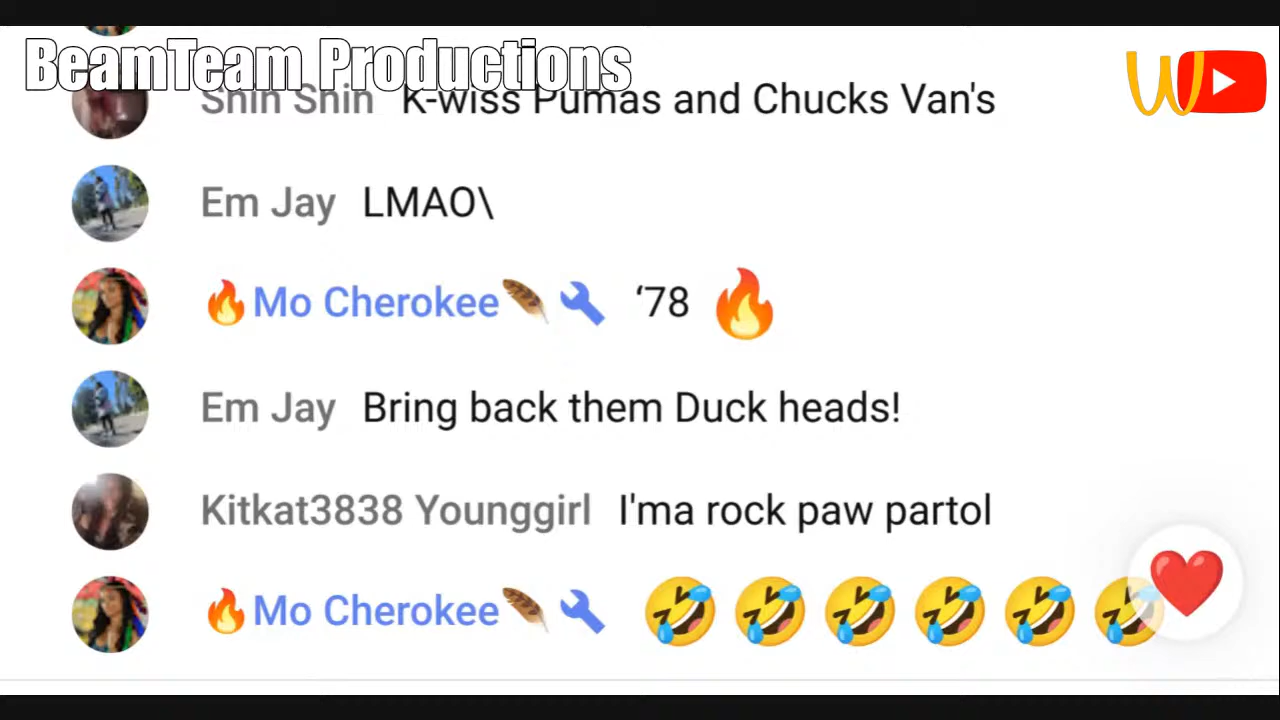 BeamTeam Productions
Shin Shin K-wiss Pumas and Chucks Van's
Em Jay LMAO\
🔥Mo Cherokee🪶🔧 ‘78 🔥
Em Jay Bring back them Duck heads!
Kitkat3838 Younggirl I'ma rock paw partol
🔥Mo Cherokee🪶🔧 🤣🤣🤣🤣🤣🤣